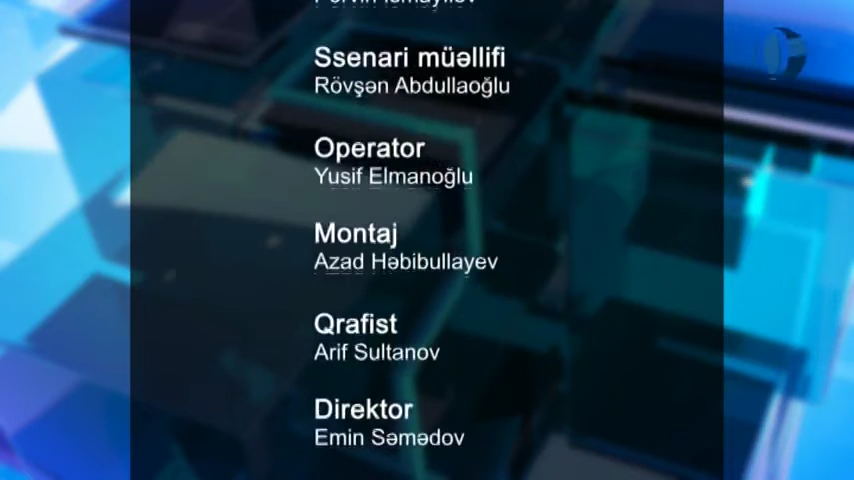 Ssenari müəllifi
Rövşən Abdullaoğlu
Operator
Yusif Elmanoğlu
Montaj
Azad Həbibullayev
Qrafist
Arif Sultanov
Direktor
Emin Səmədov